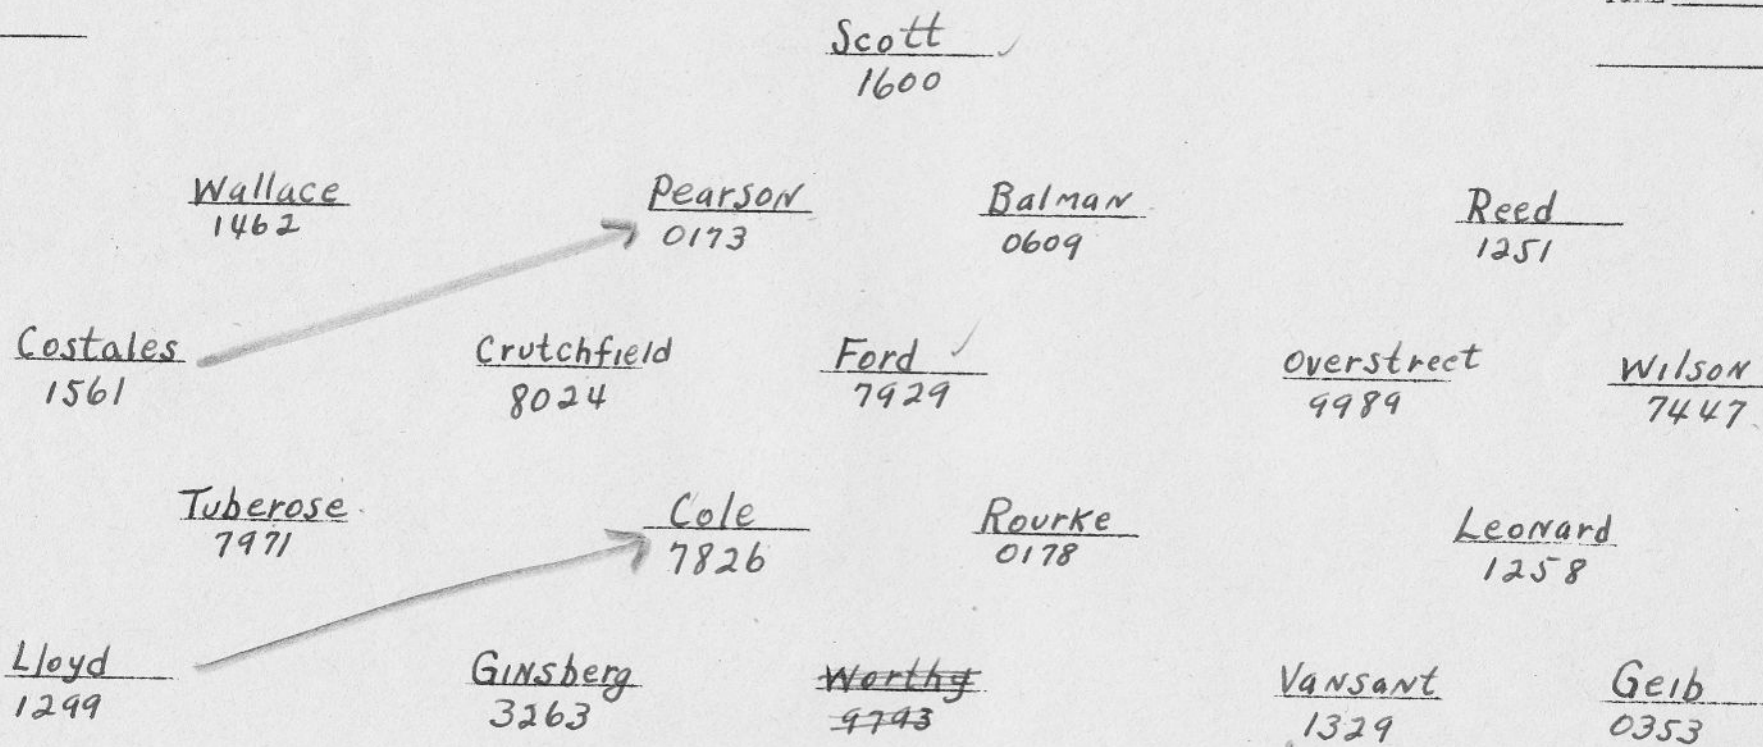 Scott
1600
Wallace Pearson Balman Reed
1462 0173 0609 1251
Costales Crutchfield Ford Overstreet Wilson
1561 8024 7929 9989 7447
Tuberose Cole Rourke Leonard
7971 7826 0178 1258
Lloyd Ginsberg Worthy Vansant Geib
1299 3263 9793 1329 0353